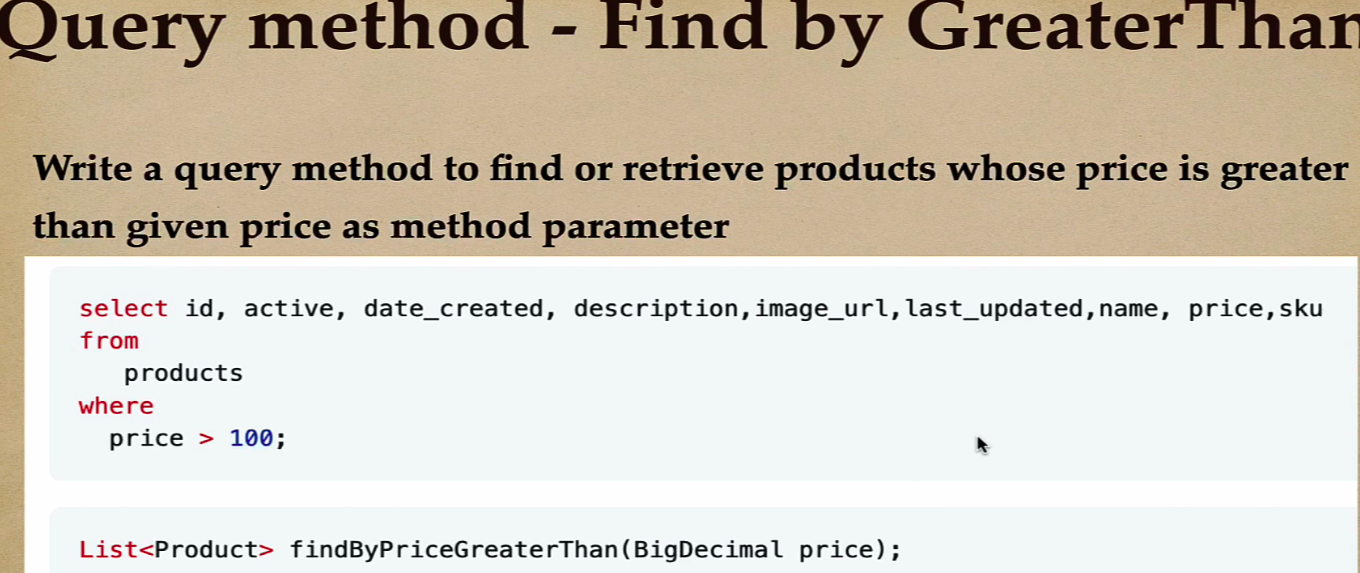 Query method - Find by GreaterThan
Write a query method to find or retrieve products whose price is greater
than given price as method parameter
select id, active, date_created, description,image_url,last_updated,name, price,sku
from
products
where
price > 100;
List<Product> findByPriceGreaterThan(BigDecimal price);